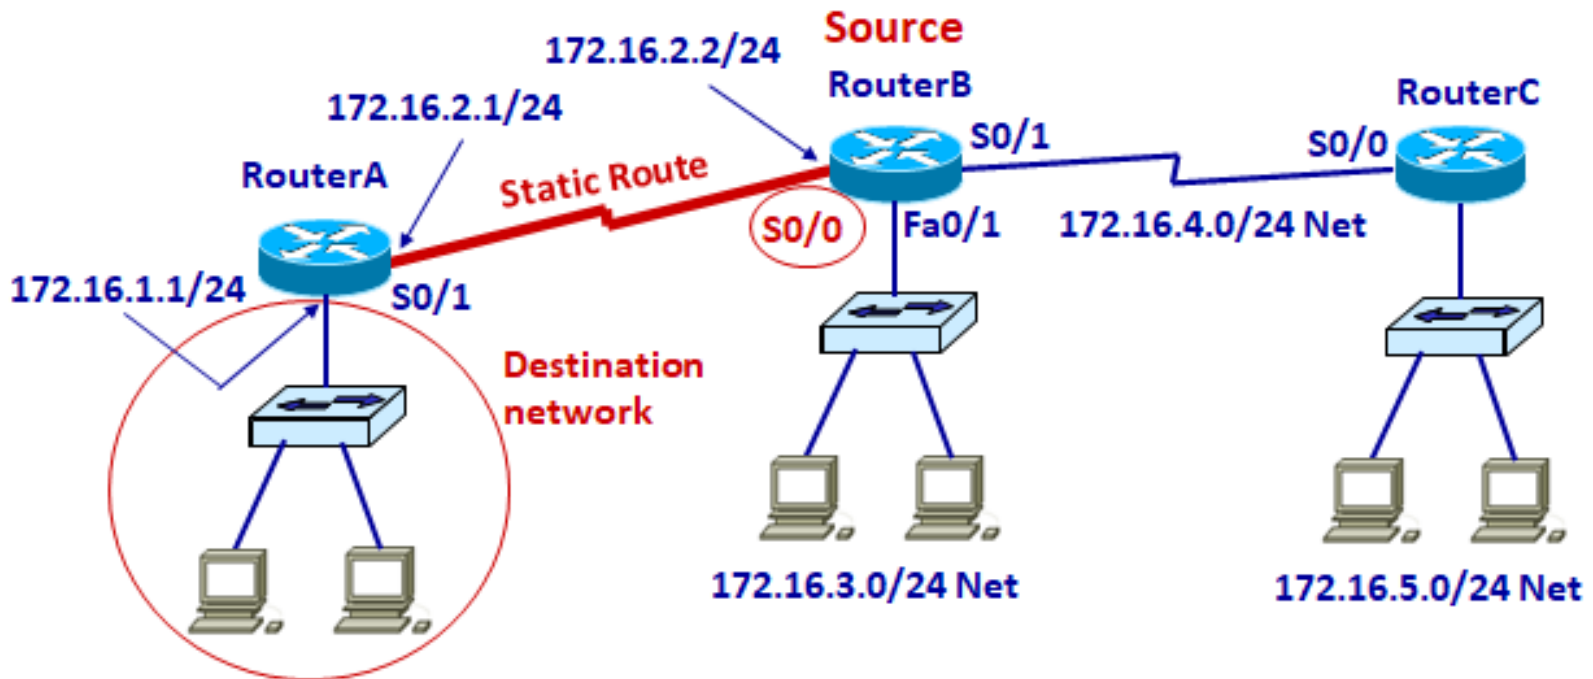 Source
172.16.2.2/24
RouterB
RouterC
172.16.2.1/24
S0/1
S0/0
RouterA
Static Route
S0/0
Fa0/1
172.16.4.0/24 Net
172.16.1.1/24
S0/1
Destination
network
172.16.3.0/24 Net
172.16.5.0/24 Net